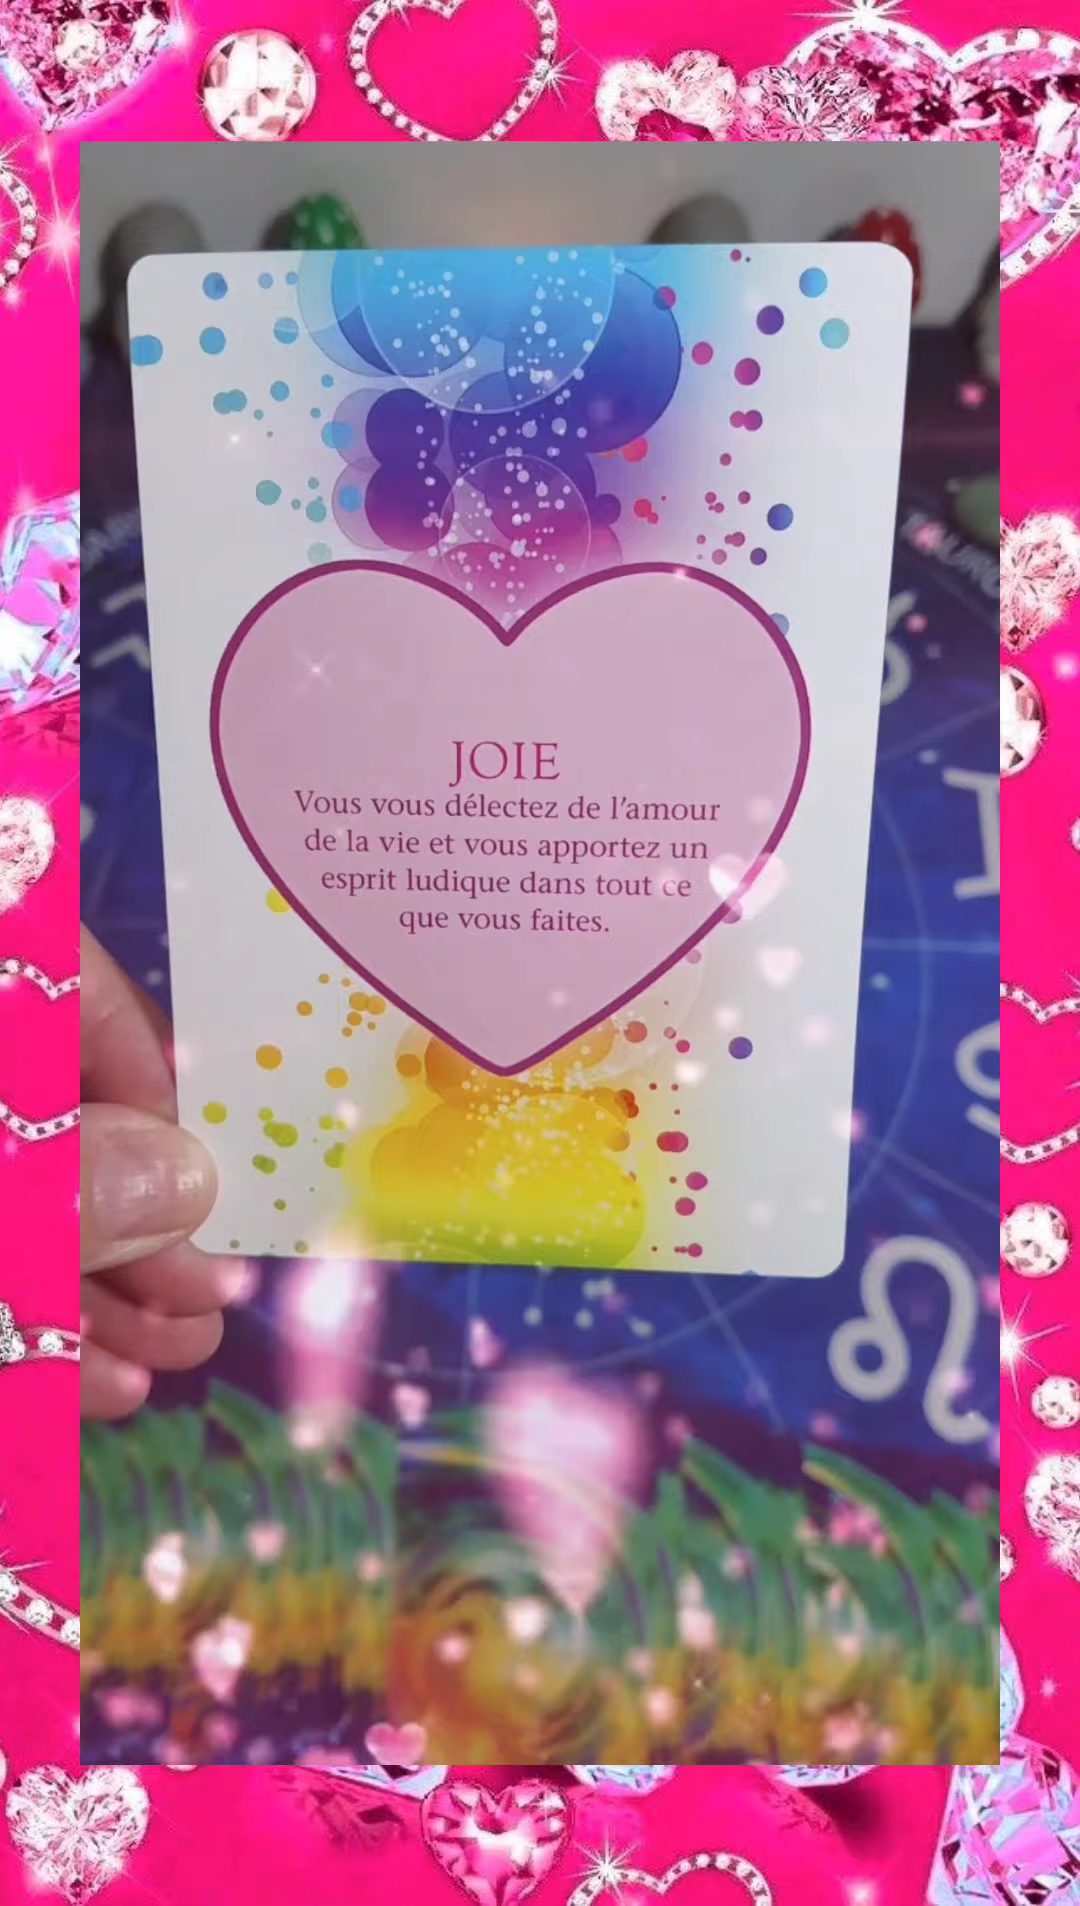 JOIE
Vous vous délectez de l'amour
de la vie et vous apportez un
esprit ludique dans tout ce
que vous faites.